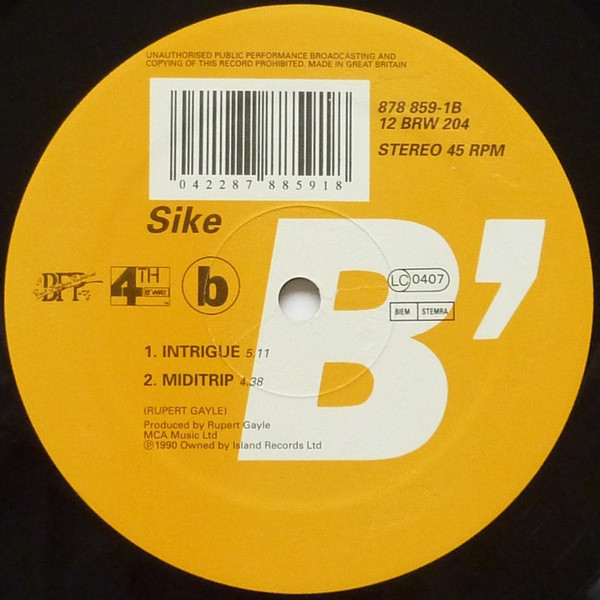 UNAUTHORISED PUBLIC PERFORMANCE BROADCASTING AND
COPYING OF THIS RECORD PROHIBITED. MADE IN GREAT BRITAIN
878 859-1B
12 BRW 204
STEREO 45 RPM
042287 885918
Sike
B'
BFP
4TH
B'WAY
b
LC 0407
BIEM STEMRA
1. INTRIGUE 5.11
2. MIDITRIP 4.38
(RUPERT GAYLE)
Produced by Rupert Gayle
MCA Music Ltd
℗1990 Owned by Island Records Ltd